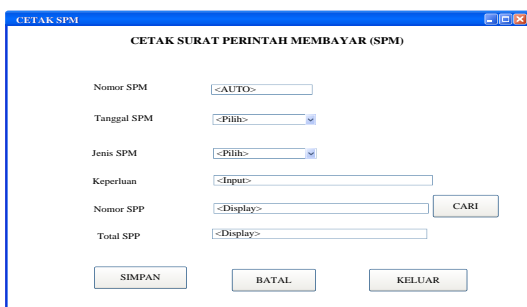 CETAK SPM
CETAK SURAT PERINTAH MEMBAYAR (SPM)
Nomor SPM <AUTO>
Tanggal SPM <Pilih>
Jenis SPM <Pilih>
Keperluan <Input>
Nomor SPP <Display> CARI
Total SPP <Display>
SIMPAN BATAL KELUAR